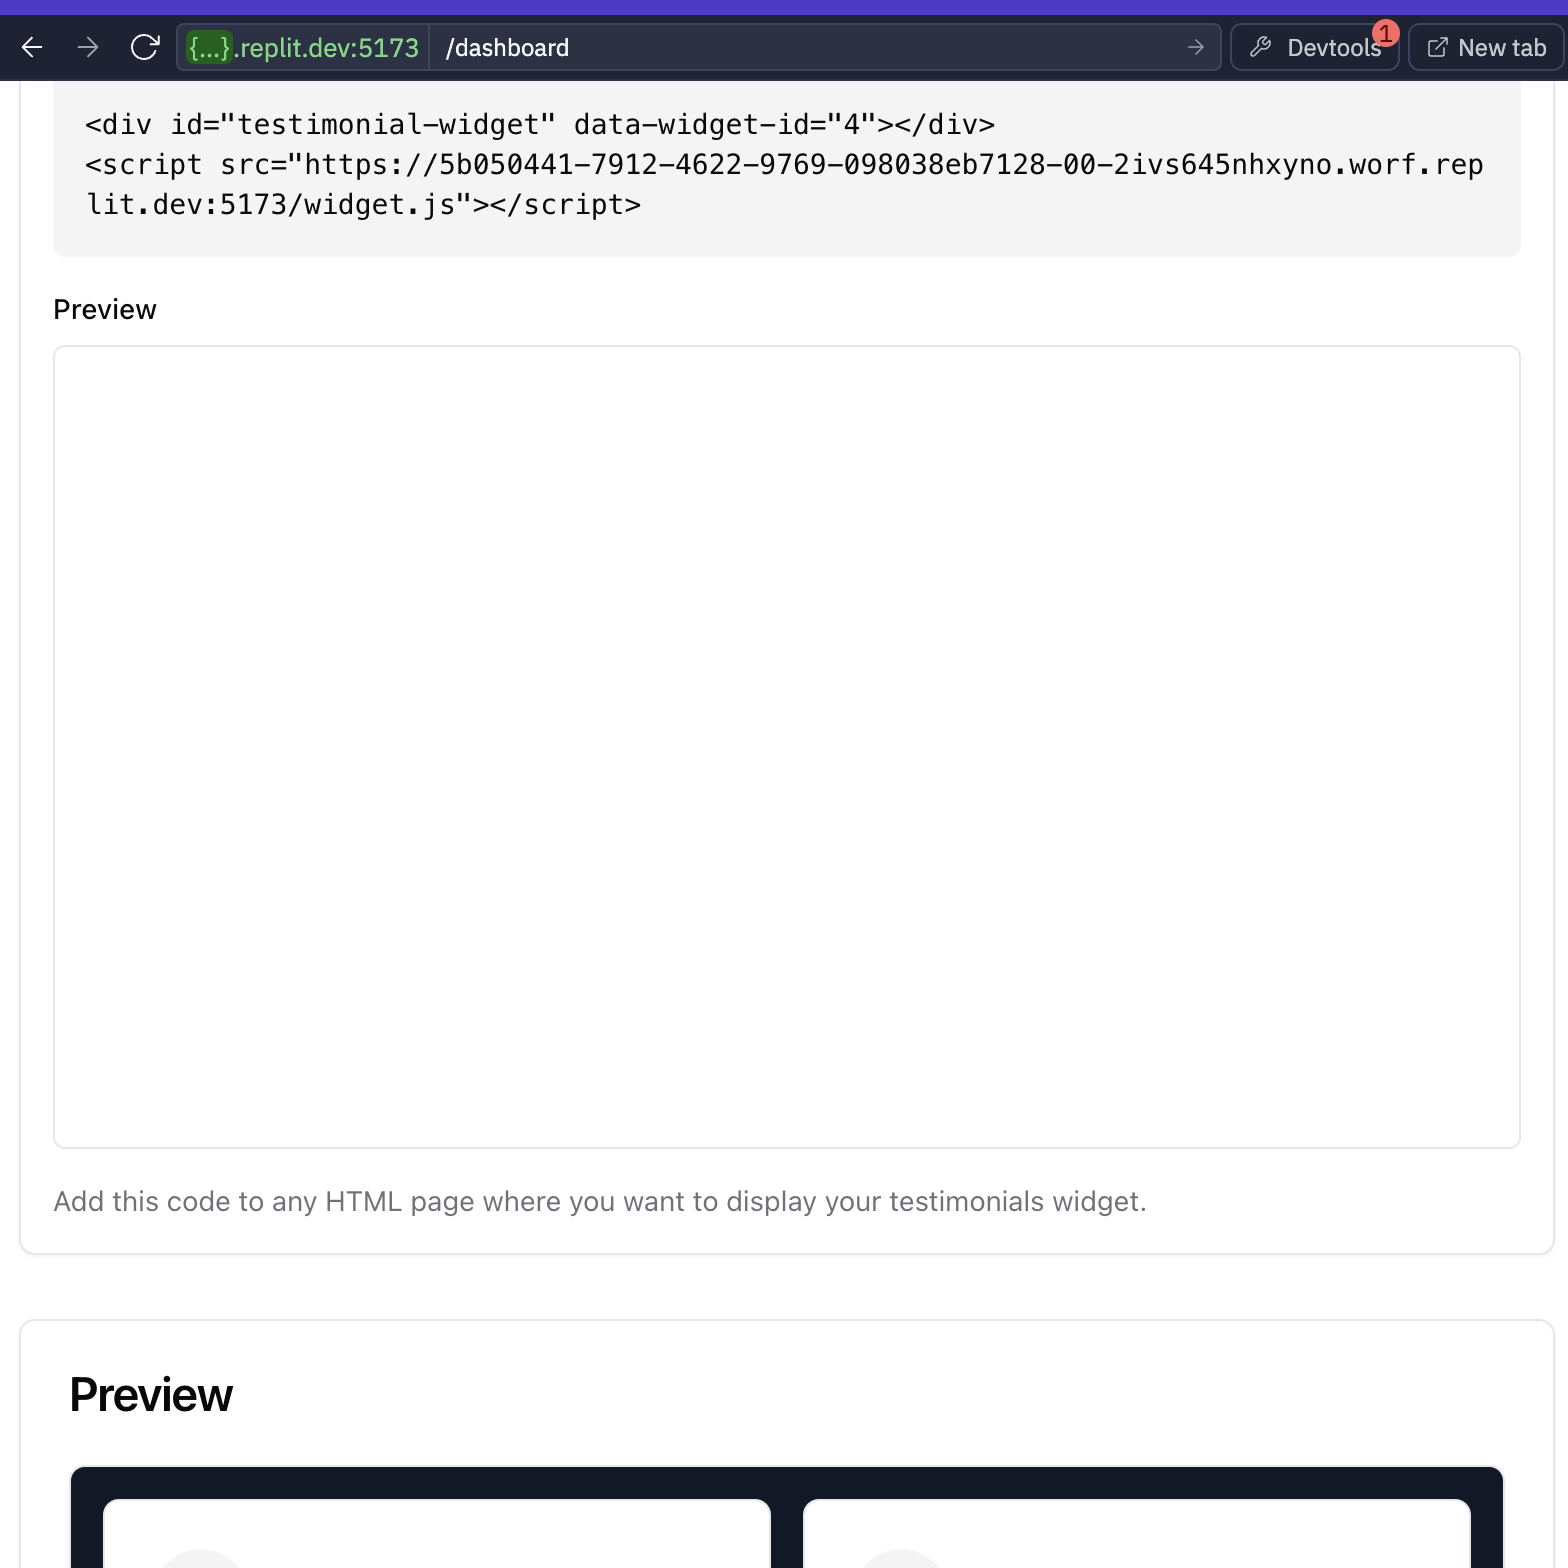 {...}.replit.dev:5173 /dashboard Devtools 1 New tab
<div id="testimonial-widget" data-widget-id="4"></div>
<script src="https://5b050441-7912-4622-9769-098038eb7128-00-2ivs645nhxyno.worf.rep
lit.dev:5173/widget.js"></script>
Preview
Add this code to any HTML page where you want to display your testimonials widget.
Preview